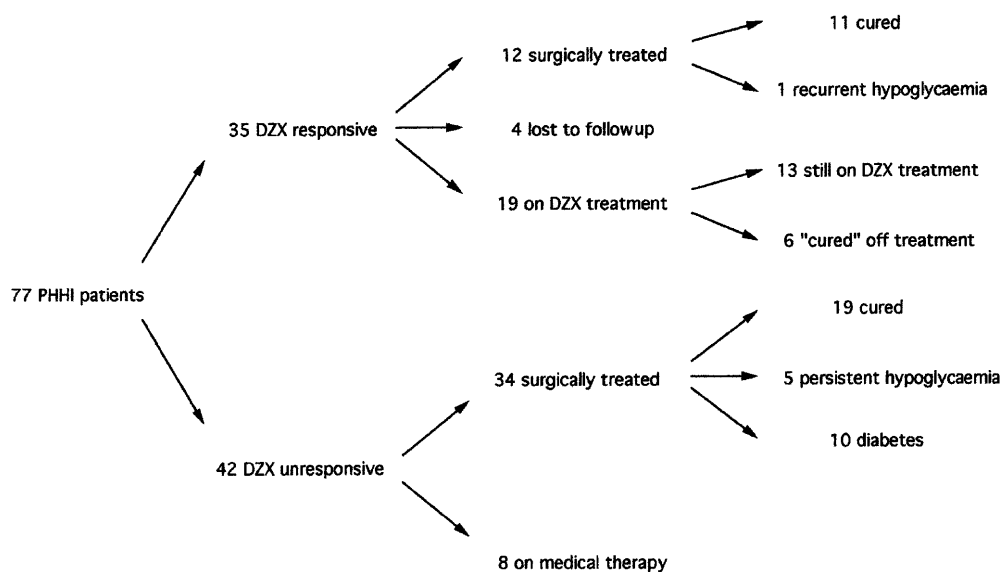 11 cured
12 surgically treated
1 recurrent hypoglycaemia
35 DZX responsive
4 lost to followup
13 still on DZX treatment
19 on DZX treatment
6 "cured" off treatment
77 PHHI patients
19 cured
34 surgically treated
5 persistent hypoglycaemia
10 diabetes
42 DZX unresponsive
8 on medical therapy